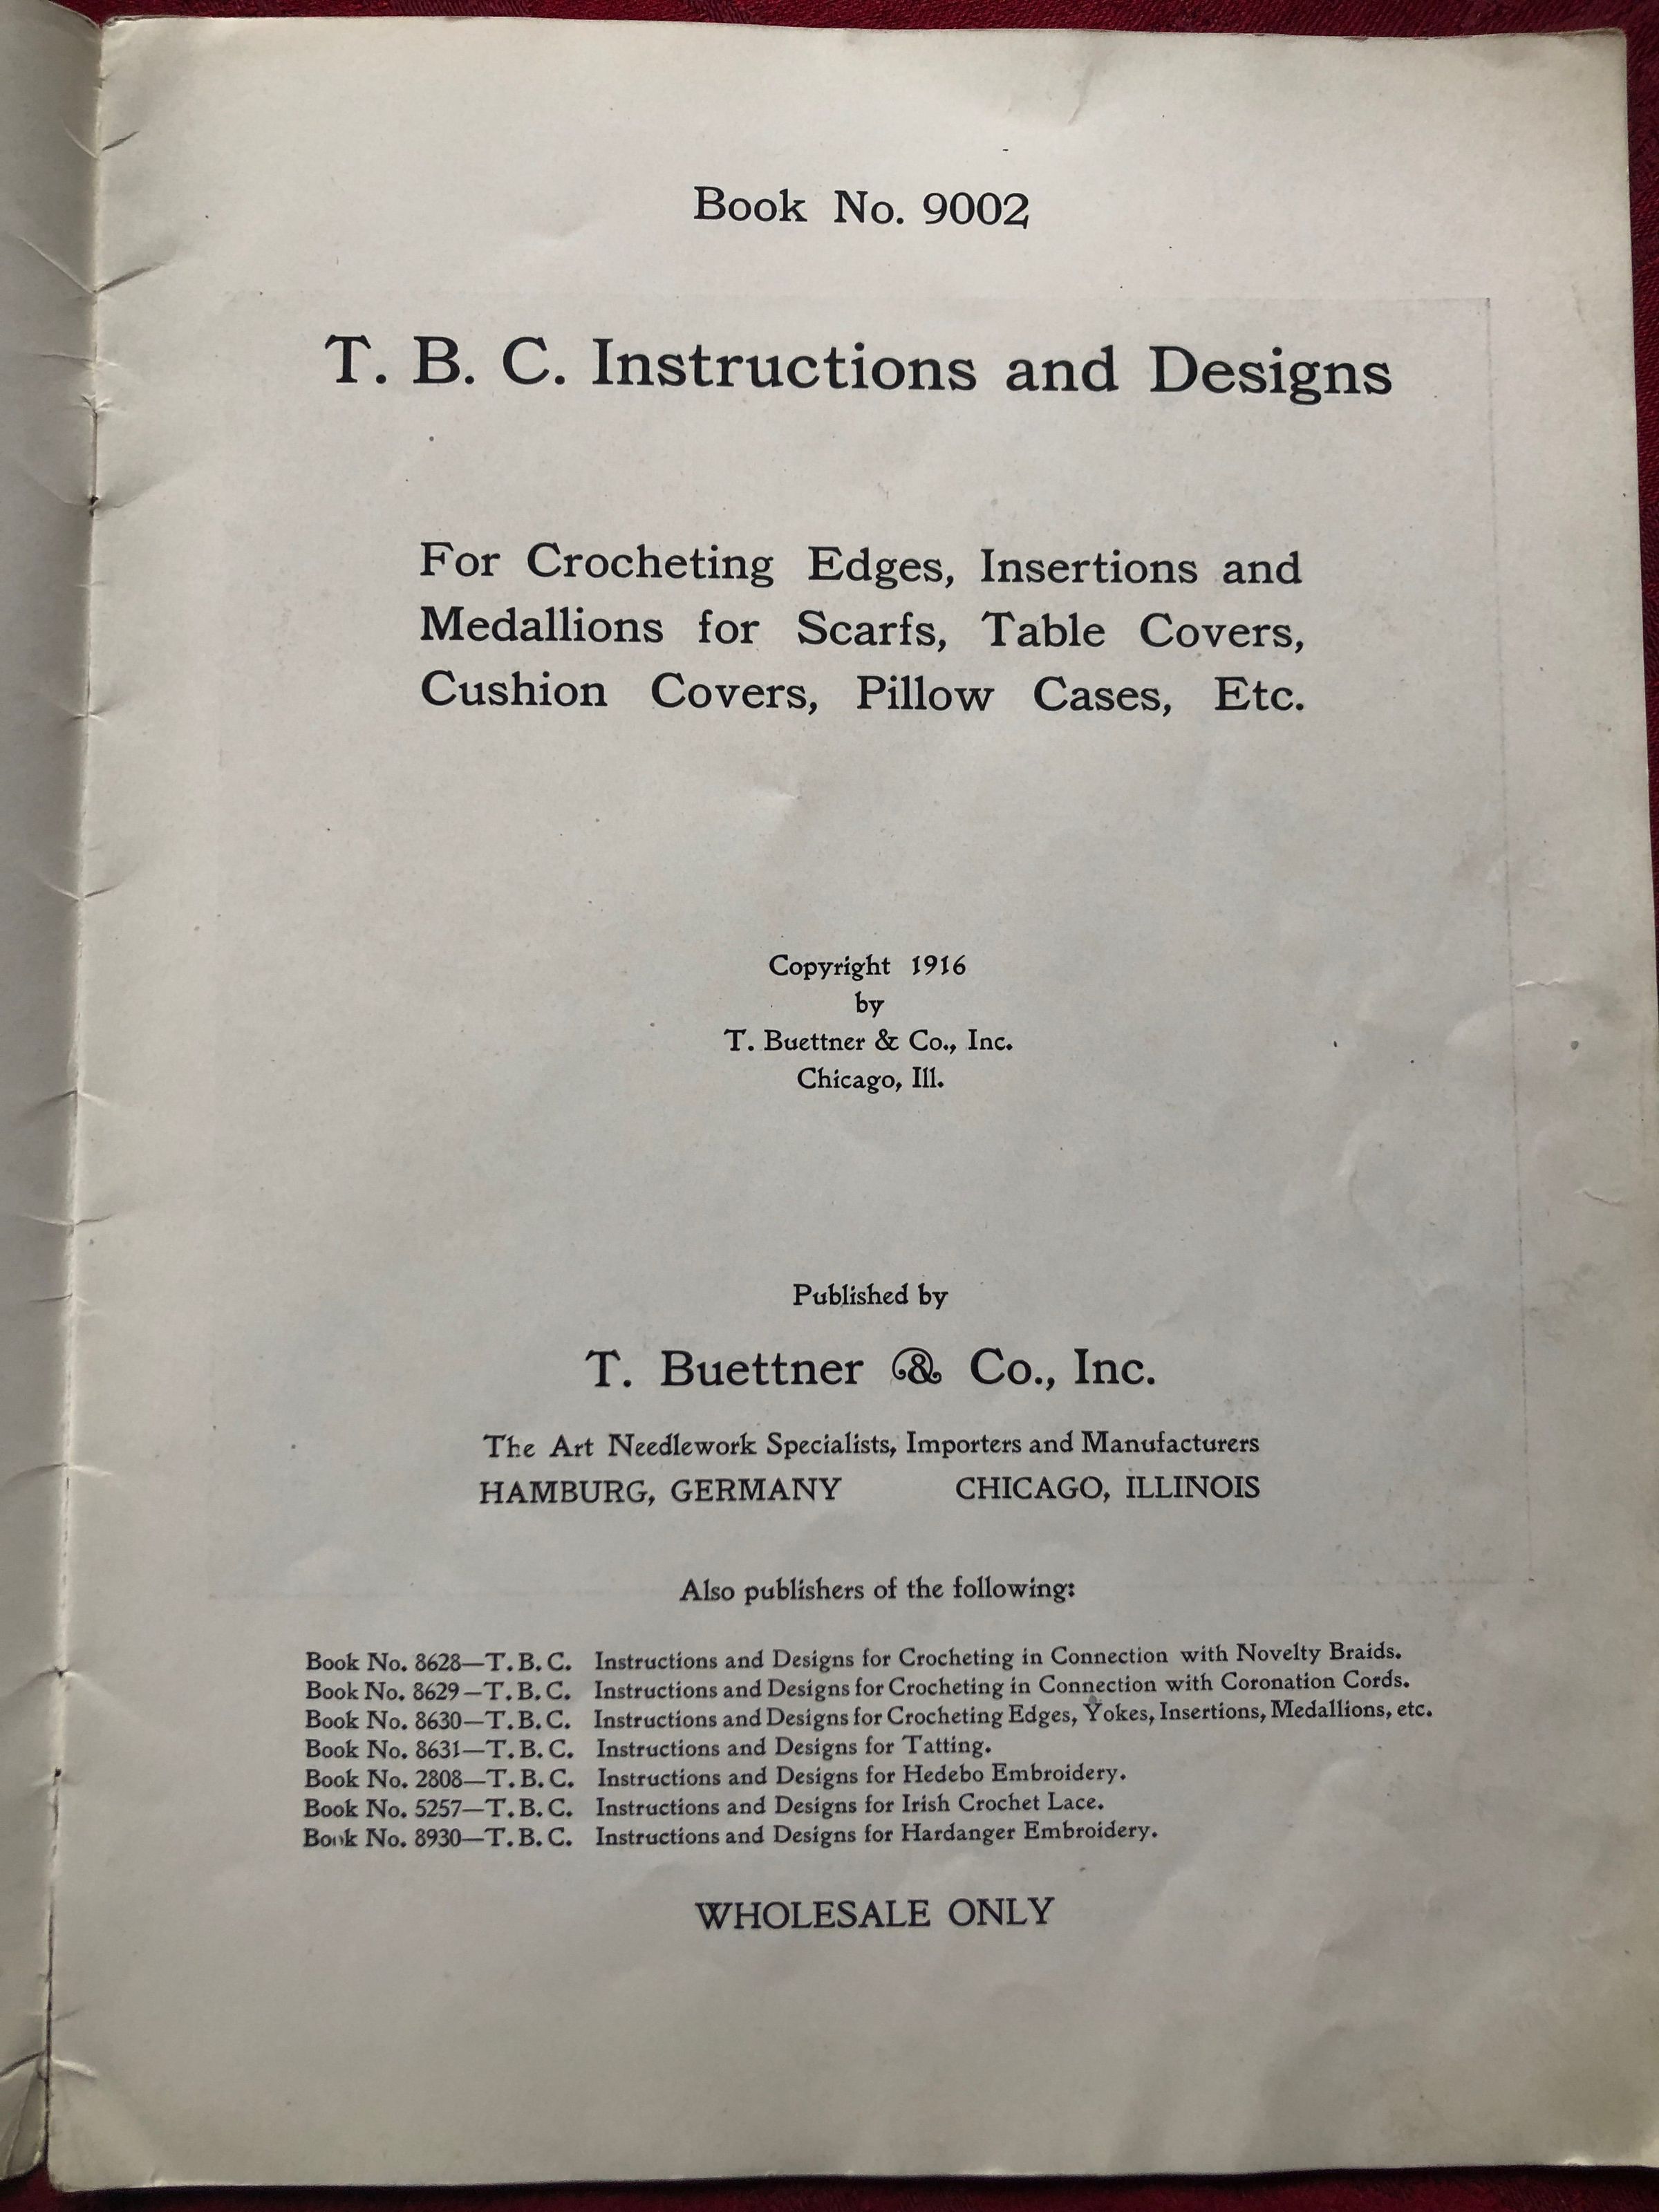 Book No. 9002
T. B. C. Instructions and Designs
For Crocheting Edges, Insertions and
Medallions for Scarfs, Table Covers,
Cushion Covers, Pillow Cases, Etc.
Copyright 1916
by
T. Buettner & Co., Inc.
Chicago, Ill.
Published by
T. Buettner & Co., Inc.
The Art Needlework Specialists, Importers and Manufacturers
HAMBURG, GERMANY CHICAGO, ILLINOIS
Also publishers of the following:
Book No. 8628—T. B. C. Instructions and Designs for Crocheting in Connection with Novelty Braids.
Book No. 8629—T. B. C. Instructions and Designs for Crocheting in Connection with Coronation Cords.
Book No. 8630—T. B. C. Instructions and Designs for Crocheting Edges, Yokes, Insertions, Medallions, etc.
Book No. 8631—T. B. C. Instructions and Designs for Tatting.
Book No. 2808—T. B. C. Instructions and Designs for Hedebo Embroidery.
Book No. 5257—T. B. C. Instructions and Designs for Irish Crochet Lace.
Book No. 8930—T. B. C. Instructions and Designs for Hardanger Embroidery.
WHOLESALE ONLY